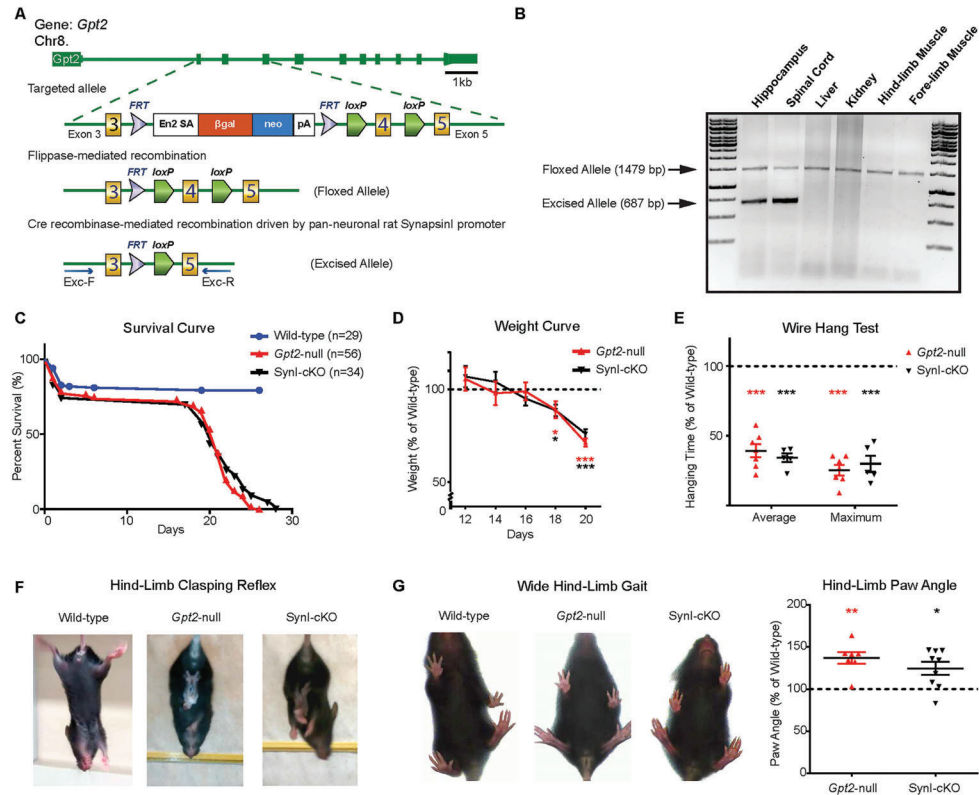 A
Gene: Gpt2
Chr8.
Gpt2
1kb
Targeted allele
FRT
FRT
loxP
loxP
Exon 3
3
En2 SA
βgal
neo
pA
4
5
Exon 5
Flippase-mediated recombination
FRT
loxP
loxP
3
4
5
(Floxed Allele)
Cre recombinase-mediated recombination driven by pan-neuronal rat SynapsinI promoter
FRT
loxP
3
5
(Excised Allele)
Exc-F
Exc-R
B
Hippocampus
Spinal Cord
Liver
Kidney
Hind-limb Muscle
Fore-limb Muscle
Floxed Allele (1479 bp)
Excised Allele (687 bp)
C
Survival Curve
Wild-type (n=29)
Gpt2-null (n=56)
SynI-cKO (n=34)
Percent Survival (%)
100
50
0
0
10
20
30
Days
D
Weight Curve
Gpt2-null
SynI-cKO
Weight (% of Wild-type)
100
50
0
*
*
***
***
12
14
16
18
20
Days
E
Wire Hang Test
Gpt2-null
SynI-cKO
Hanging Time (% of Wild-type)
100
50
0
***
***
***
***
Average
Maximum
F
Hind-Limb Clasping Reflex
Wild-type
Gpt2-null
SynI-cKO
G
Wide Hind-Limb Gait
Wild-type
Gpt2-null
SynI-cKO
Hind-Limb Paw Angle
Paw Angle (% of Wild-type)
200
150
100
50
0
**
*
Gpt2-null
SynI-cKO